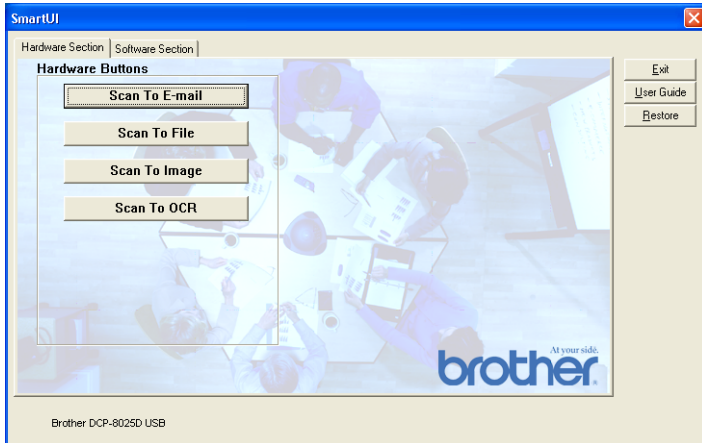 SmartUI
Hardware Section
Software Section
Hardware Buttons
Scan To E-mail
Scan To File
Scan To Image
Scan To OCR
Exit
User Guide
Restore
At your side.
brother
Brother DCP-8025D USB